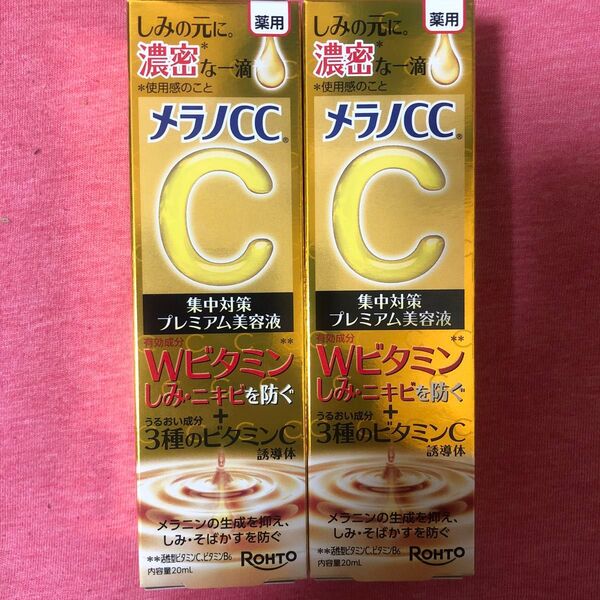 しみの元に。
濃密*な一滴
*使用感のこと
薬用
メラノCC®
C
集中対策
プレミアム美容液
有効成分
Wビタミン**
しみ・ニキビを防ぐ
+
うるおい成分
3種のビタミンC
誘導体
メラニンの生成を抑え、
しみ・そばかすを防ぐ
**活性型ビタミンC、ビタミンB6
内容量20mL
ROHTO
しみの元に。
濃密*な一滴
*使用感のこと
薬用
メラノCC®
C
集中対策
プレミアム美容液
有効成分
Wビタミン**
しみ・ニキビを防ぐ
+
うるおい成分
3種のビタミンC
誘導体
メラニンの生成を抑え、
しみ・そばかすを防ぐ
**活性型ビタミンC、ビタミンB6
内容量20mL
ROHTO